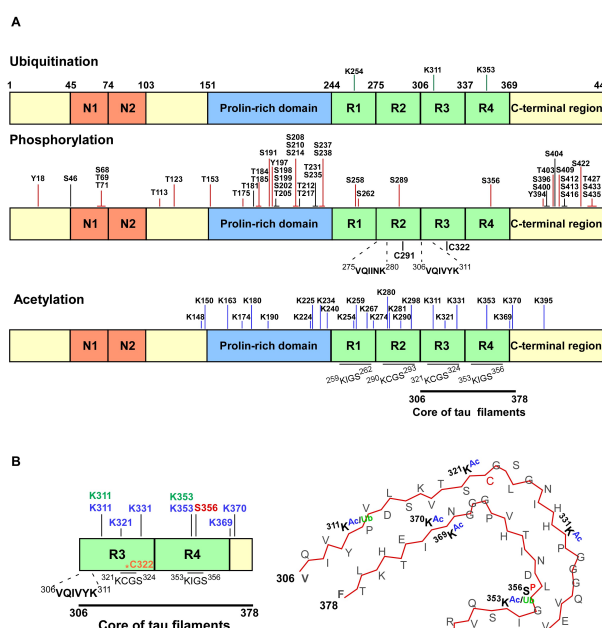 A
Ubiquitination
K254 K311 K353
1 45 74 103 151 244 275 306 337 369 44
N1 N2 Prolin-rich domain R1 R2 R3 R4 C-terminal region
Phosphorylation
S208
S68 S191 Y197 S210 S237 S404 S422
T69 T184 S198 S214 T231 S238 T403 S409 T427
Y18 S46 T71 T123 T153 T181 T185 S199 S235 S258 S289 S356 S396 S412 S433
T113 T175 S202 T212 S262 S400 S413 S435
T205 T217 Y394 S416
N1 N2 Prolin-rich domain R1 R2 R3 R4 C-terminal region
C291 C322
275VQIINK280 306VQIVYK311
Acetylation
K280
K150 K163 K180 K225 K234 K259 K298 K311 K331 K353 K370 K395
K240 K267 K281
K148 K174 K190 K224 K254 K274 K290 K321 K369
N1 N2 Prolin-rich domain R1 R2 R3 R4 C-terminal region
259KIGS262 290KCGS293 321KCGS324 353KIGS356
306 378
Core of tau filaments
B
K311 K353
K311 K331 K353 S356 K370
K321 K369
R3 R4
C322
321KCGS324 353KIGS356
306VQIVYK311
306 378
Core of tau filaments
321KAc
G S G N
K L S K V P D S T S C G L N H
331KAc
311KAc/Ub
370KAc
369KAc
Y I V Q V
306
378 F K L T H T E I N G G P V T H I N D L
H P G G G Q V
356SP
353KAc/Ub
I G
R V Q V S